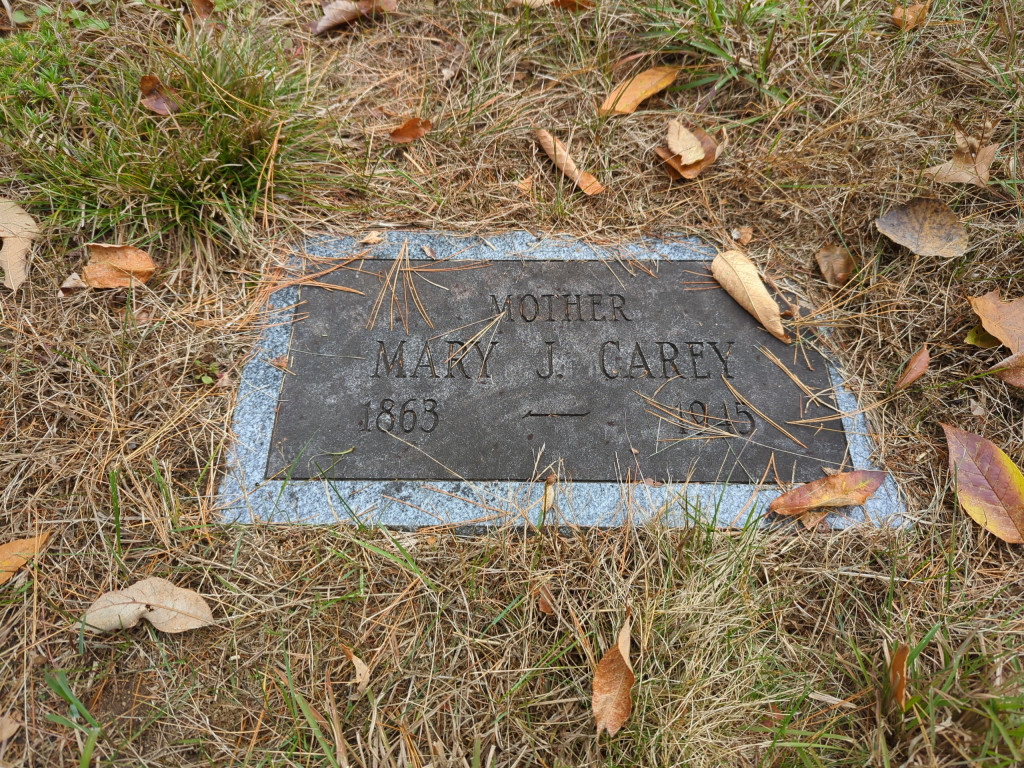 MOTHER
MARY J. CAREY
1863 — 1945